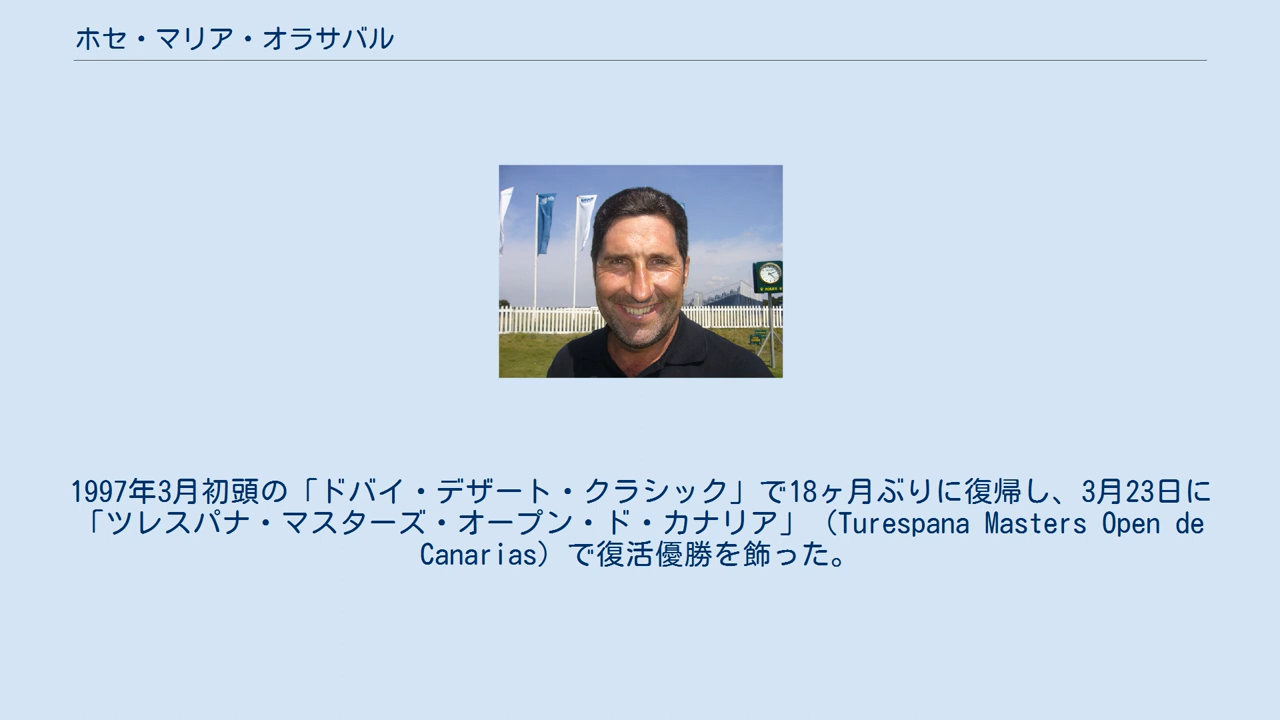 ホセ・マリア・オラサバル
1997年3月初頭の「ドバイ・デザート・クラシック」で18ヶ月ぶりに復帰し、3月23日に
「ツレスパナ・マスターズ・オープン・ド・カナリア」（Turespana Masters Open de
Canarias）で復活優勝を飾った。